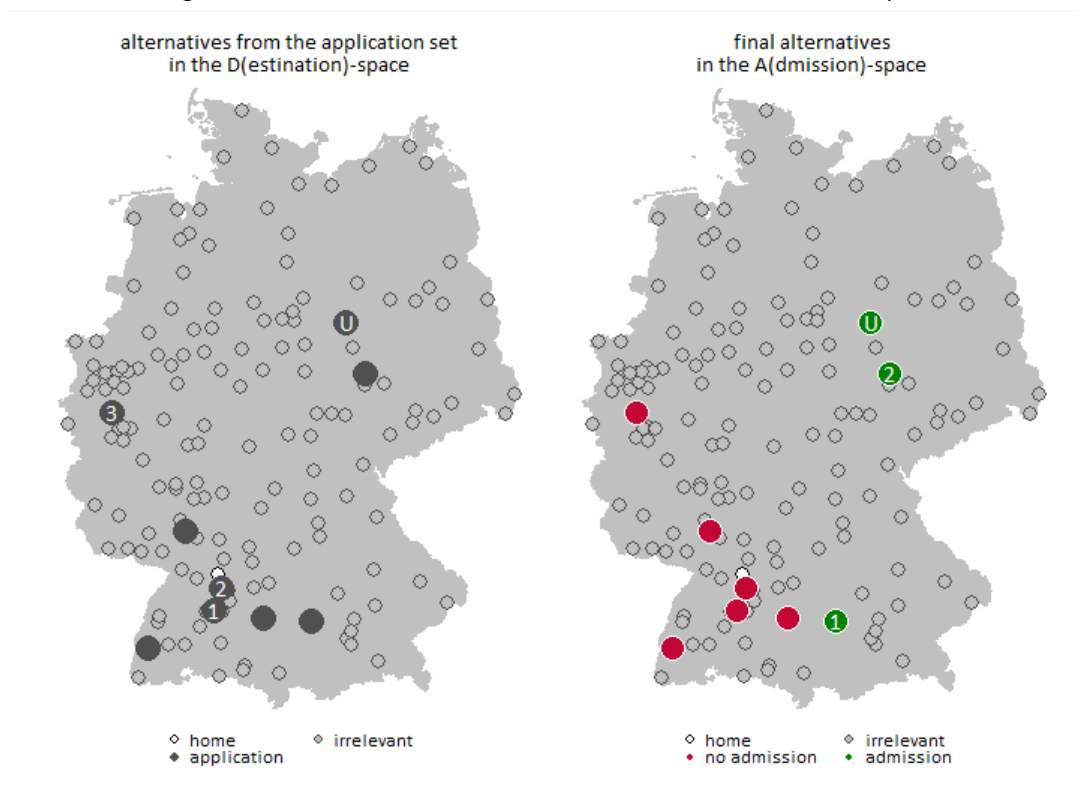 alternatives from the application set
in the D(estination)-space
final alternatives
in the A(dmission)-space
U
3
2
1
U
2
1
home
irrelevant
application
home
irrelevant
no admission
admission